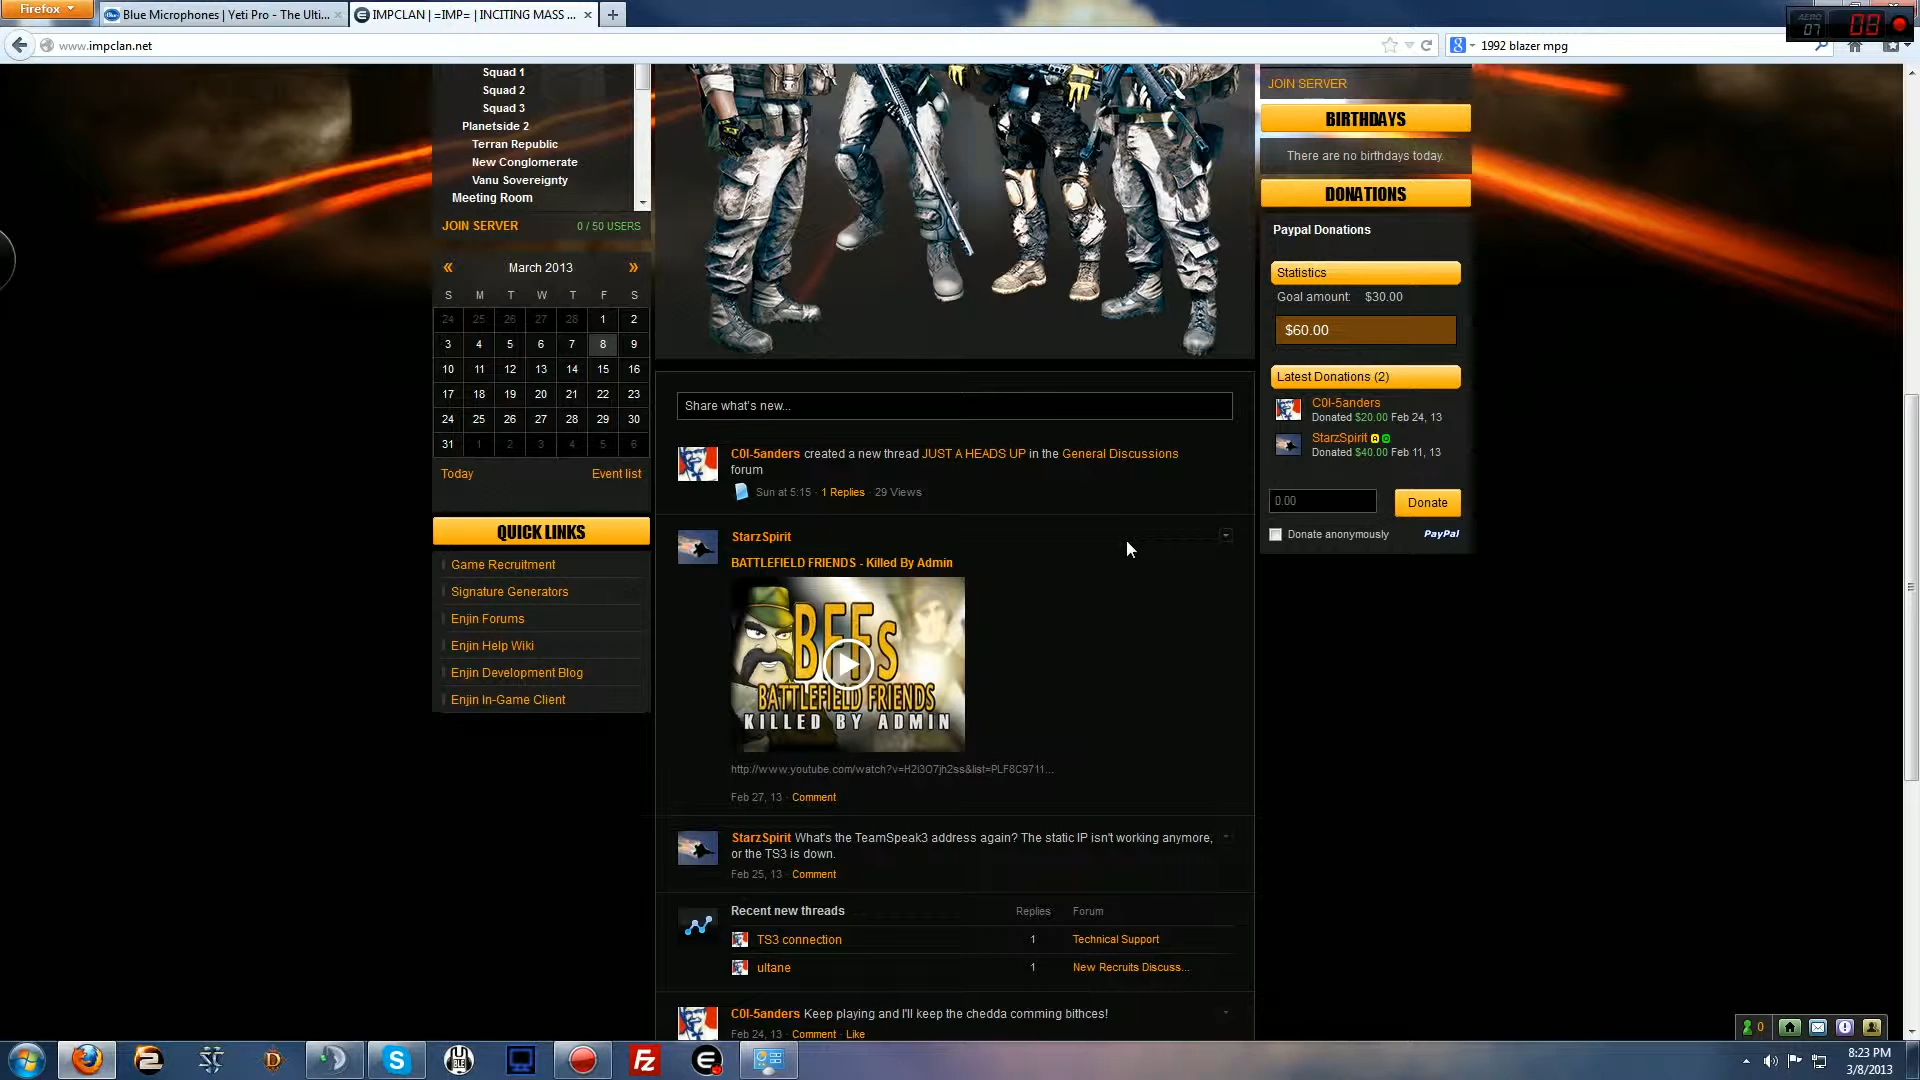 Firefox
Blue Microphones | Yeti Pro - The Ulti...
IMPCLAN | =IMP= | INCITING MASS ...
www.impclan.net
1992 blazer mpg
07
08
Squad 1
Squad 2
Squad 3
Planetside 2
Terran Republic
New Conglomerate
Vanu Sovereignty
Meeting Room
JOIN SERVER 0 / 50 USERS
« March 2013 »
S M T W T F S
24 25 26 27 28 1 2
3 4 5 6 7 8 9
10 11 12 13 14 15 16
17 18 19 20 21 22 23
24 25 26 27 28 29 30
31 1 2 3 4 5 6
Today Event list
QUICK LINKS
Game Recruitment
Signature Generators
Enjin Forums
Enjin Help Wiki
Enjin Development Blog
Enjin In-Game Client
Share what's new...
C0l-5anders created a new thread JUST A HEADS UP in the General Discussions
forum
Sun at 5:15 · 1 Replies · 29 Views
StarzSpirit
BATTLEFIELD FRIENDS - Killed By Admin
BFFs
BATTLEFIELD FRIENDS
KILLED BY ADMIN
http://www.youtube.com/watch?v=H2i3O7jh2ss&list=PLF8C9711...
Feb 27, 13 · Comment
StarzSpirit What's the TeamSpeak3 address again? The static IP isn't working anymore,
or the TS3 is down.
Feb 25, 13 · Comment
Recent new threads Replies Forum
TS3 connection 1 Technical Support
ultane 1 New Recruits Discuss...
C0l-5anders Keep playing and I'll keep the chedda comming bithces!
Feb 24, 13 · Comment · Like
JOIN SERVER
BIRTHDAYS
There are no birthdays today.
DONATIONS
Paypal Donations
Statistics
Goal amount: $30.00
$60.00
Latest Donations (2)
C0l-5anders
Donated $20.00 Feb 24, 13
StarzSpirit
Donated $40.00 Feb 11, 13
0.00
Donate
Donate anonymously
PayPal
0
8:23 PM
3/8/2013